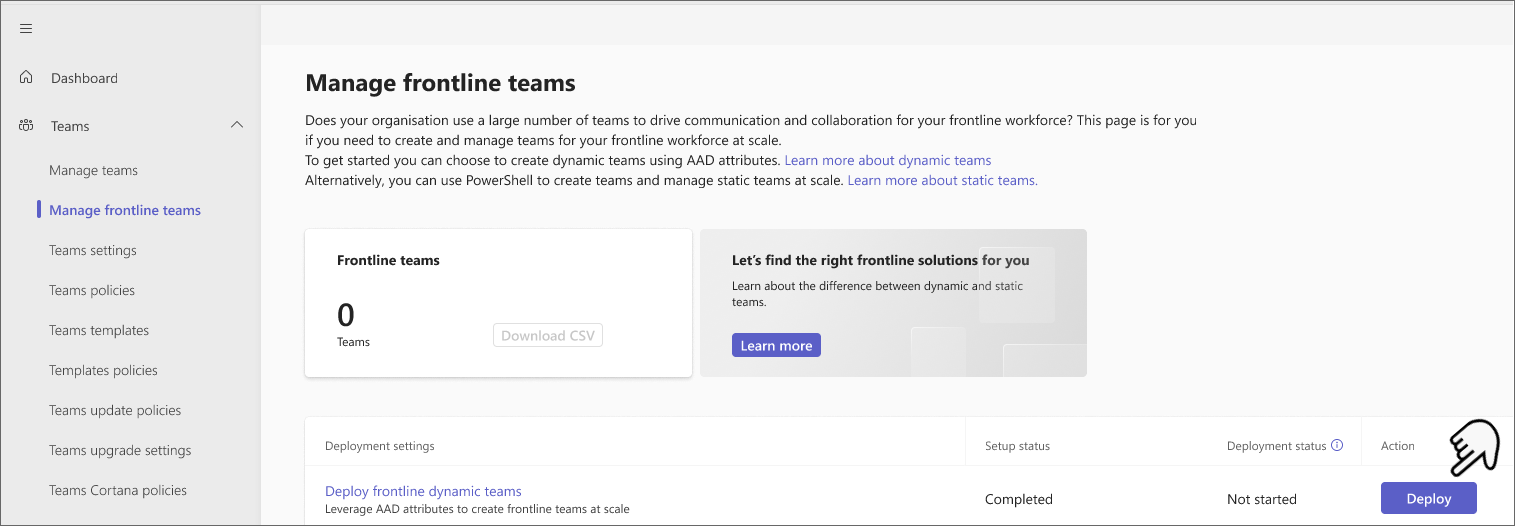 Dashboard
Teams
Manage teams
Manage frontline teams
Teams settings
Teams policies
Teams templates
Templates policies
Teams update policies
Teams upgrade settings
Teams Cortana policies
Manage frontline teams
Does your organisation use a large number of teams to drive communication and collaboration for your frontline workforce? This page is for you
if you need to create and manage teams for your frontline workforce at scale.
To get started you can choose to create dynamic teams using AAD attributes. Learn more about dynamic teams
Alternatively, you can use PowerShell to create teams and manage static teams at scale. Learn more about static teams.
Frontline teams
0
Teams
Download CSV
Let's find the right frontline solutions for you
Learn about the difference between dynamic and static
teams.
Learn more
Deployment settings Setup status Deployment status Action
Deploy frontline dynamic teams
Leverage AAD attributes to create frontline teams at scale
Completed Not started Deploy